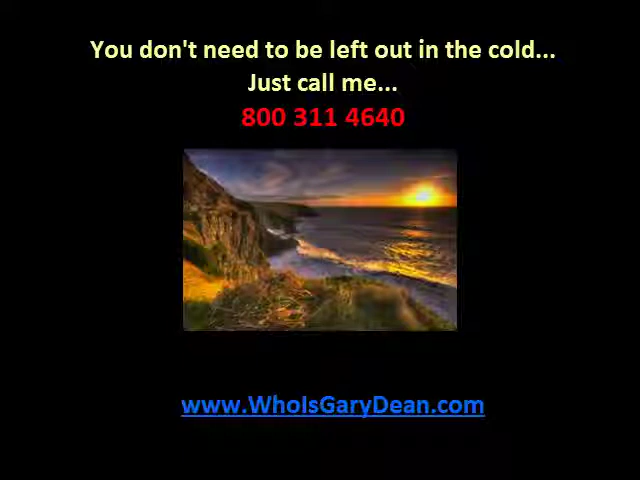 You don't need to be left out in the cold...
Just call me...
800 311 4640
www.WhoIsGaryDean.com